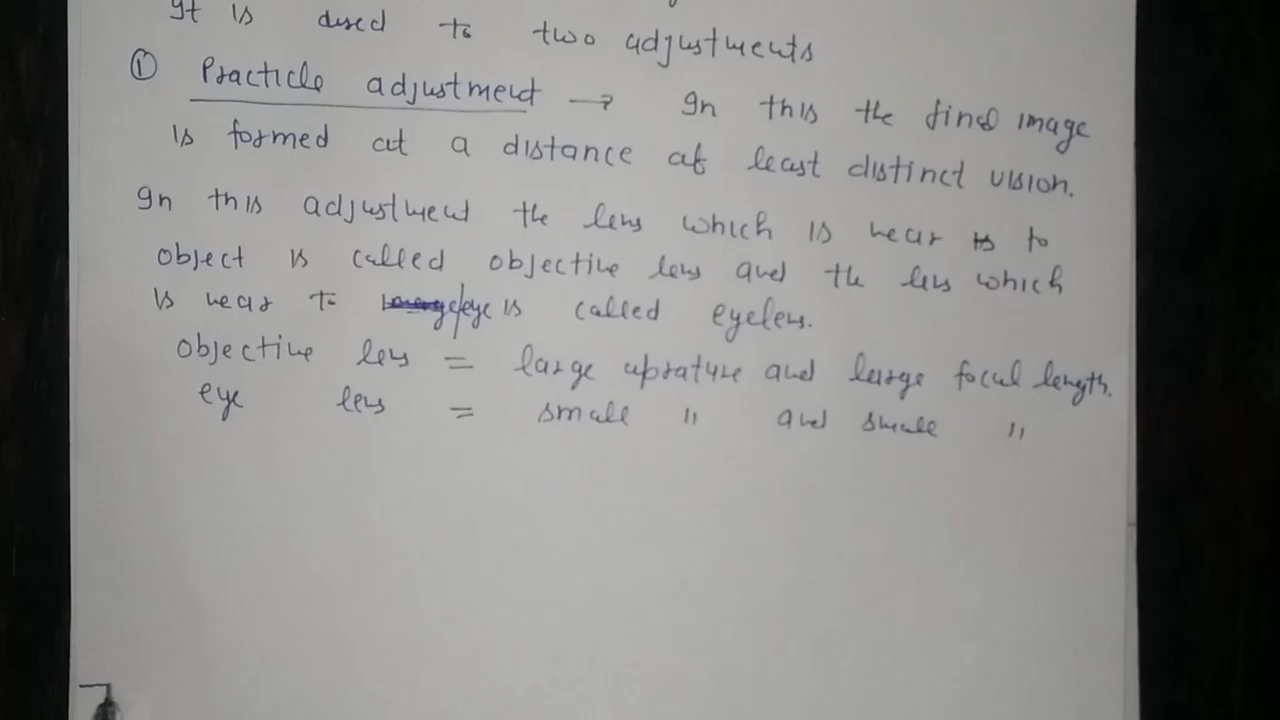 It is used to two adjustments
① Practicle adjustment → In this the final image
is formed at a distance of least distinct vision.
In this adjustment the lens which is near to
object is called objective lens and the lens which
is near to eye is called eyelens.
objective lens = large uprature and large focal length.
eye lens = small " and small "